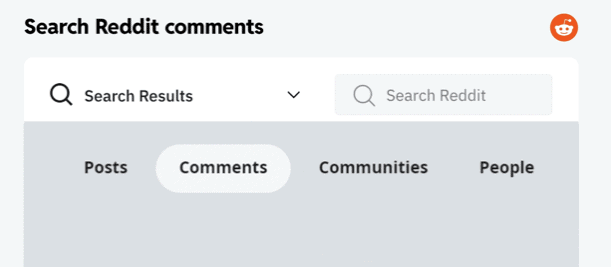 Search Reddit comments
Search Results Search Reddit
Posts Comments Communities People